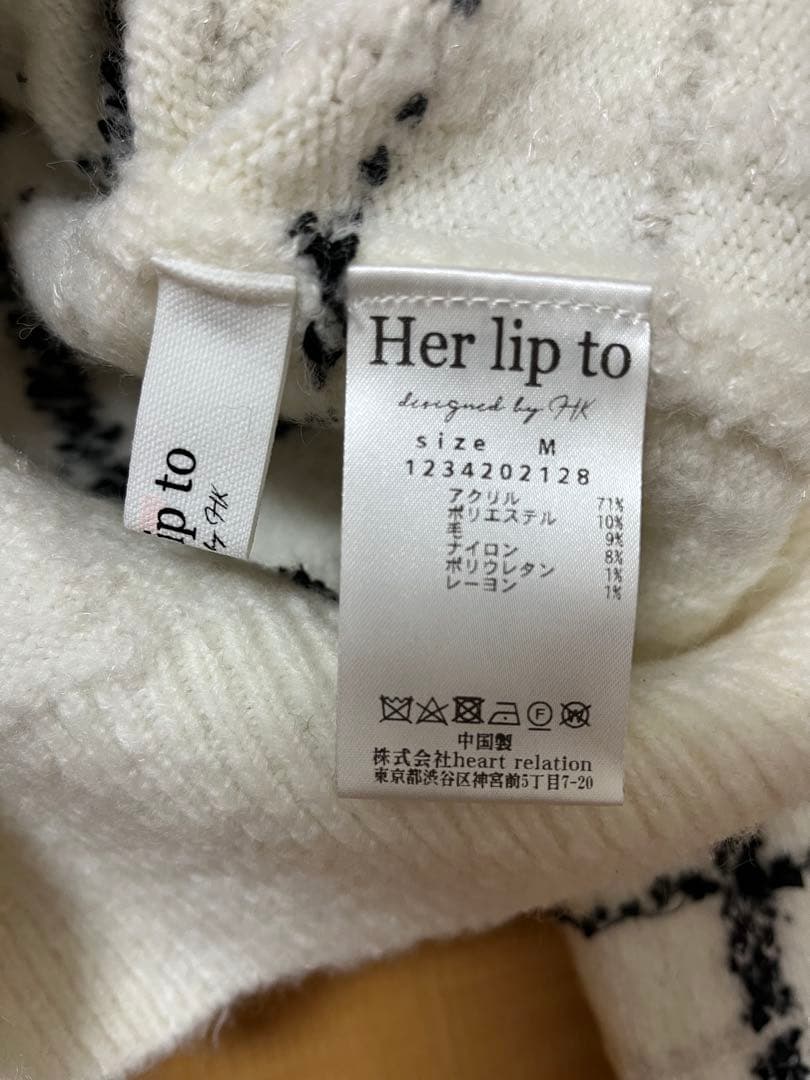 Her lip to
designed by HK
size M
1234202128
アクリル 71%
ポリエステル 10%
毛 9%
ナイロン 8%
ポリウレタン 1%
レーヨン 1%
F
W
中国製
株式会社heart relation
東京都渋谷区神宮前5丁目7-20
ip to
by HK